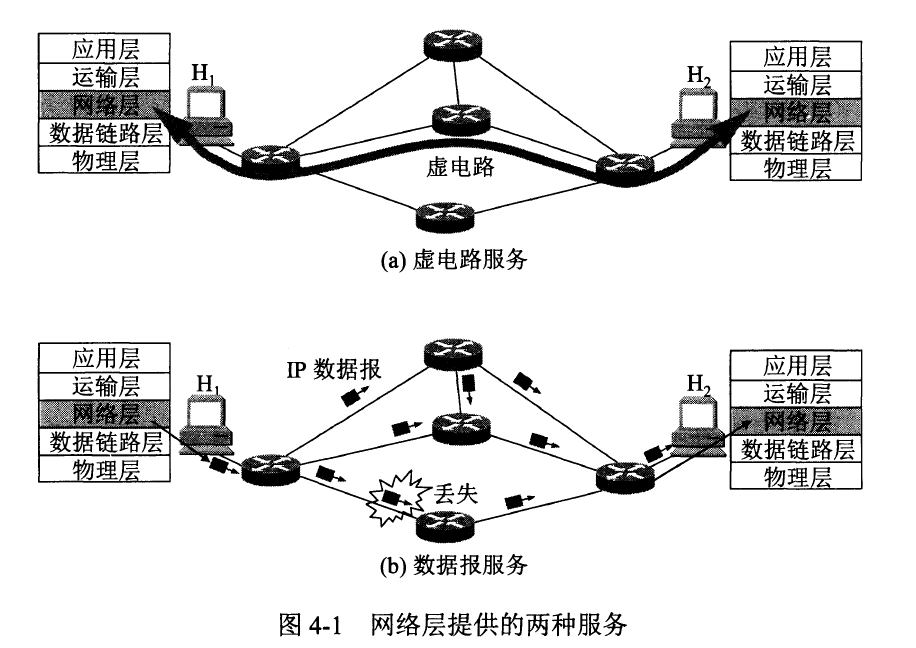 应用层
运输层
网络层
数据链路层
物理层
H1
虚电路
H2
应用层
运输层
网络层
数据链路层
物理层
(a) 虚电路服务
应用层
运输层
网络层
数据链路层
物理层
H1
IP 数据报
丢失
H2
应用层
运输层
网络层
数据链路层
物理层
(b) 数据报服务
图 4-1 网络层提供的两种服务